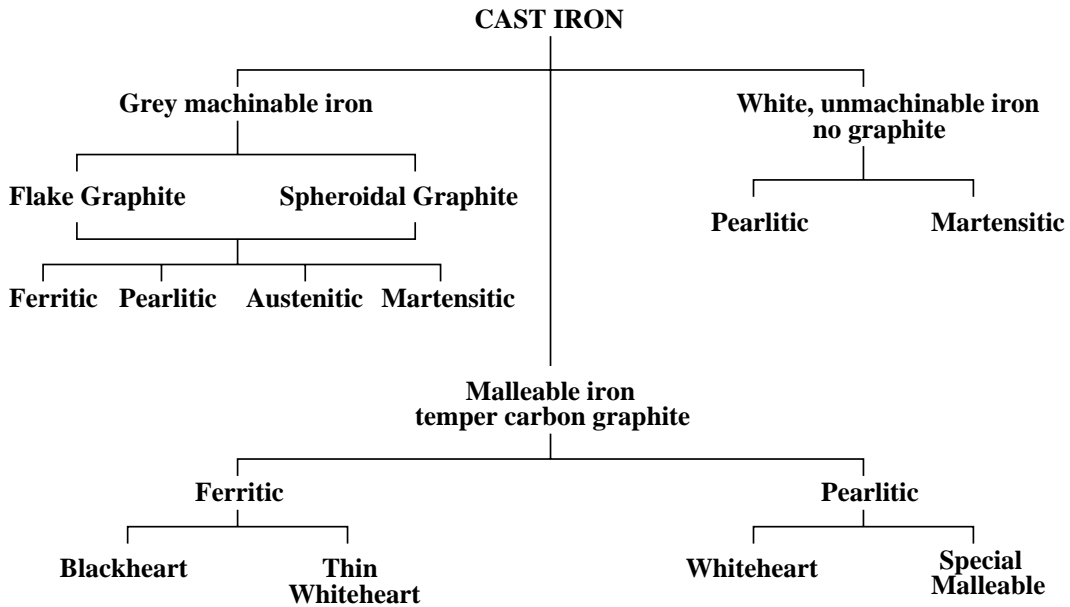 CAST IRON
Grey machinable iron
White, unmachinable iron
no graphite
Flake Graphite
Spheroidal Graphite
Pearlitic
Martensitic
Ferritic
Pearlitic
Austenitic
Martensitic
Malleable iron
temper carbon graphite
Ferritic
Pearlitic
Blackheart
Thin
Whiteheart
Whiteheart
Special
Malleable